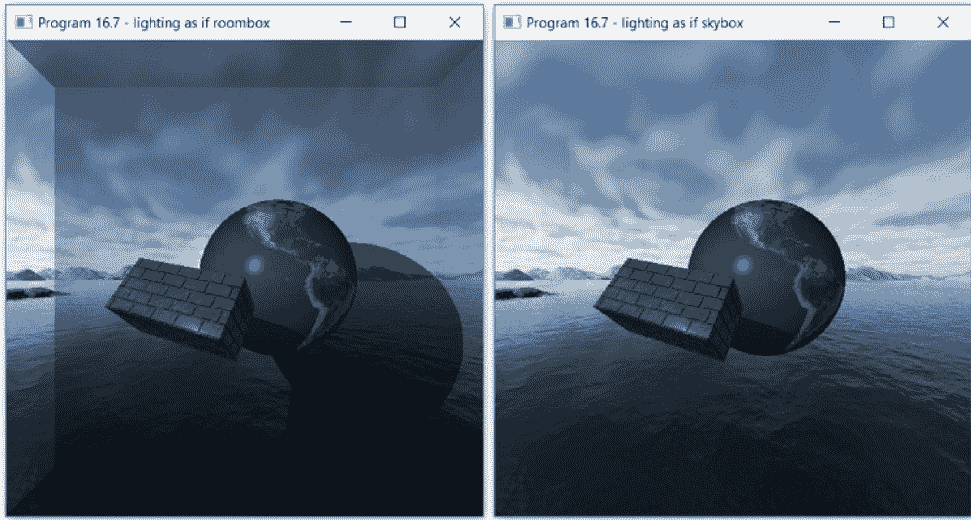 Program 16.7 - lighting as if roombox
Program 16.7 - lighting as if skybox